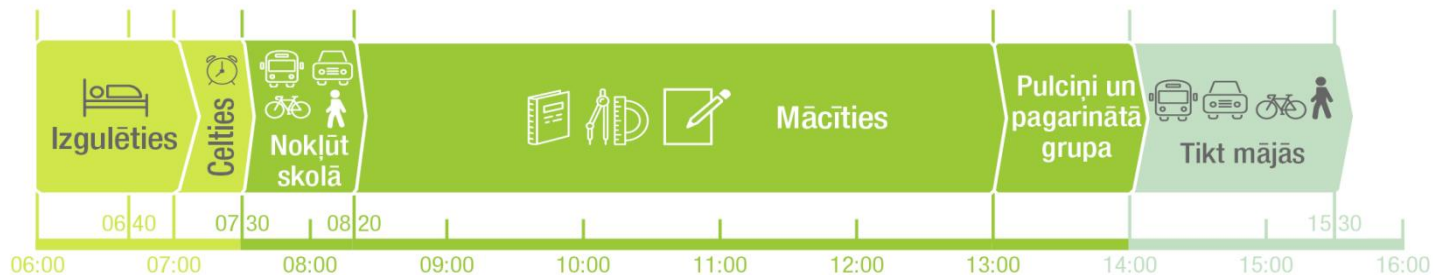 Izgulēties
Celties
Nokļūt
skolā
Mācīties
Pulciņi un
pagarinātā
grupa
Tikt mājās
06:40
07:30
08:20
15:30
06:00
07:00
08:00
09:00
10:00
11:00
12:00
13:00
14:00
15:00
16:00